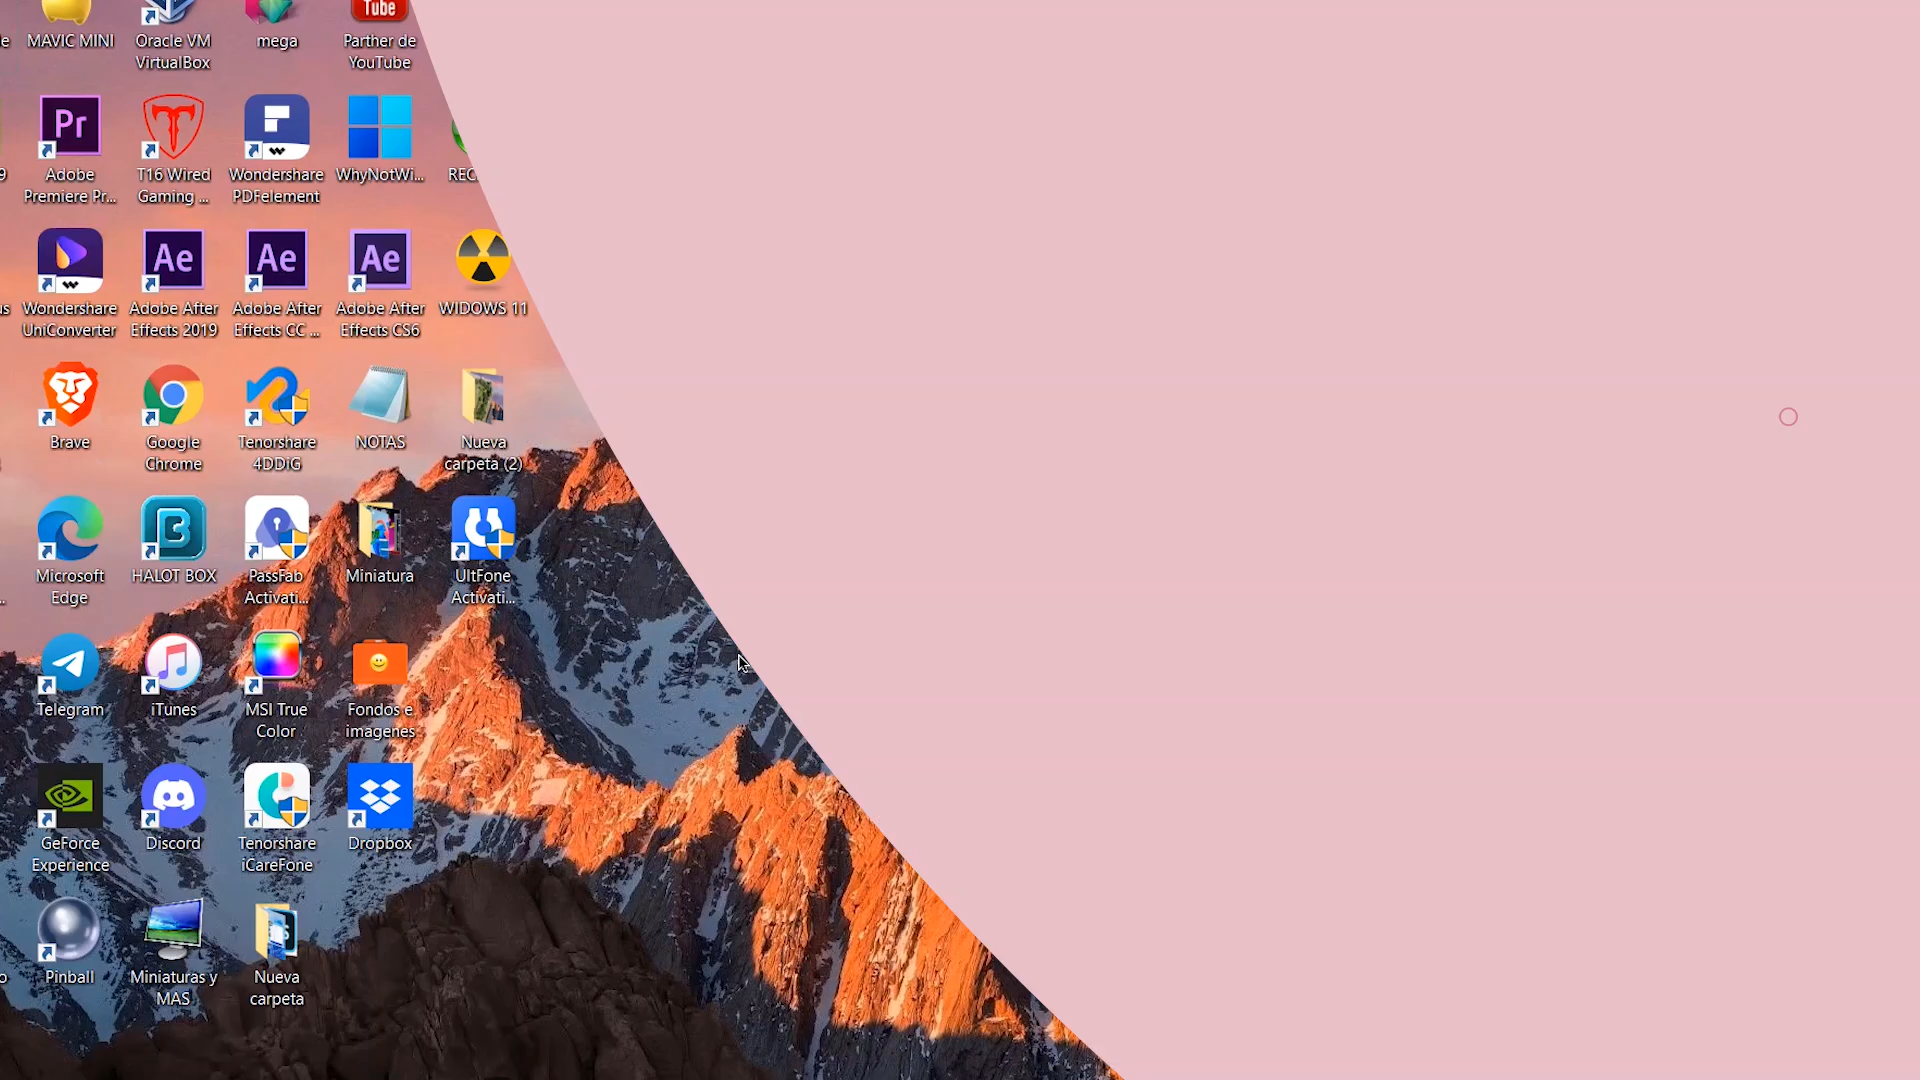 MAVIC MINI
Oracle VM
VirtualBox
mega
Tube
Parther de
YouTube
Pr
Adobe
Premiere Pr...
T16 Wired
Gaming ...
Wondershare
PDFelement
WhyNotWi...
REC
Wondershare
UniConverter
Ae
Adobe After
Effects 2019
Ae
Adobe After
Effects CC ...
Ae
Adobe After
Effects CS6
WIDOWS 11
Brave
Google
Chrome
Tenorshare
4DDiG
NOTAS
Nueva
carpeta (2)
Microsoft
Edge
HALOT BOX
PassFab
Activati...
Miniatura
UltFone
Activati...
Telegram
iTunes
MSI True
Color
Fondos e
imagenes
GeForce
Experience
Discord
Tenorshare
iCareFone
Dropbox
Pinball
Miniaturas y
MAS
Nueva
carpeta